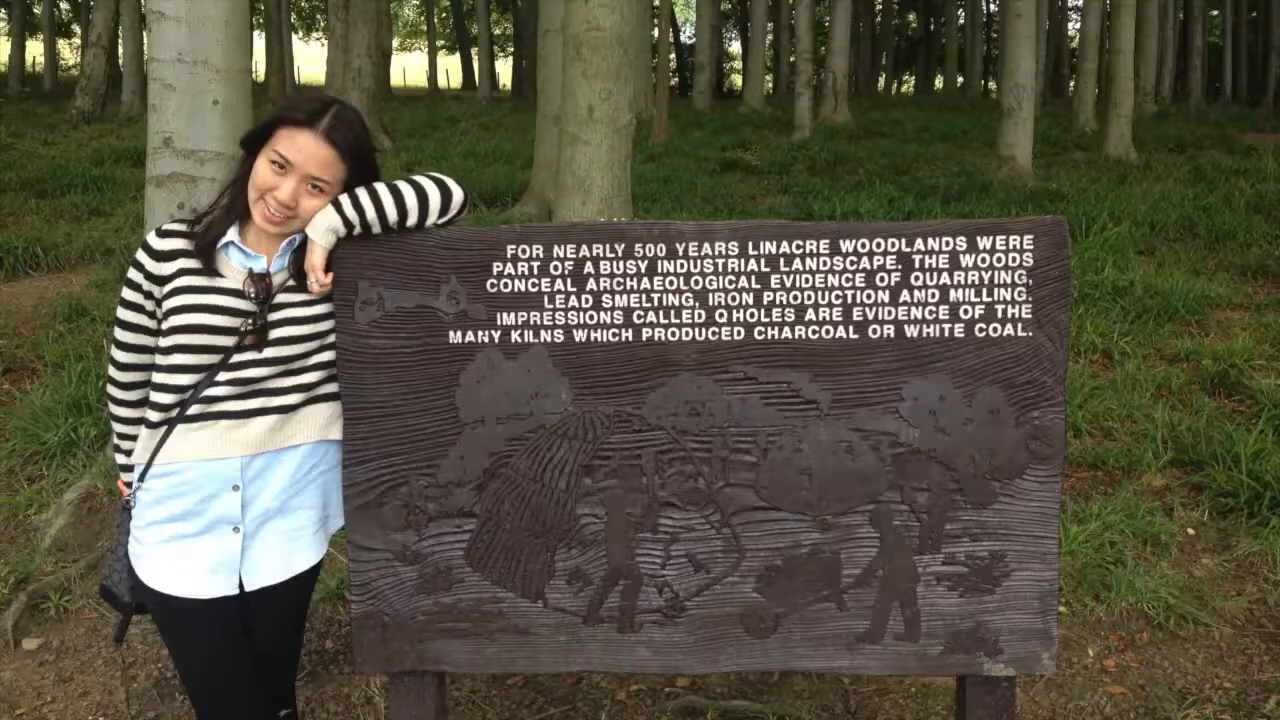 FOR NEARLY 500 YEARS LINACRE WOODLANDS WERE
PART OF A BUSY INDUSTRIAL LANDSCAPE. THE WOODS
CONCEAL ARCHAEOLOGICAL EVIDENCE OF QUARRYING,
LEAD SMELTING, IRON PRODUCTION AND MILLING.
IMPRESSIONS CALLED Q HOLES ARE EVIDENCE OF THE
MANY KILNS WHICH PRODUCED CHARCOAL OR WHITE COAL.